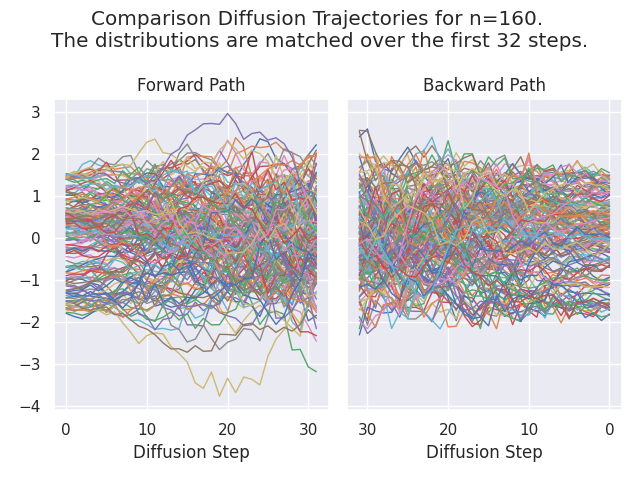 Comparison Diffusion Trajectories for n=160.
The distributions are matched over the first 32 steps.
Forward Path
Backward Path
3
2
1
0
−1
−2
−3
−4
0 10 20 30
30 20 10 0
Diffusion Step
Diffusion Step